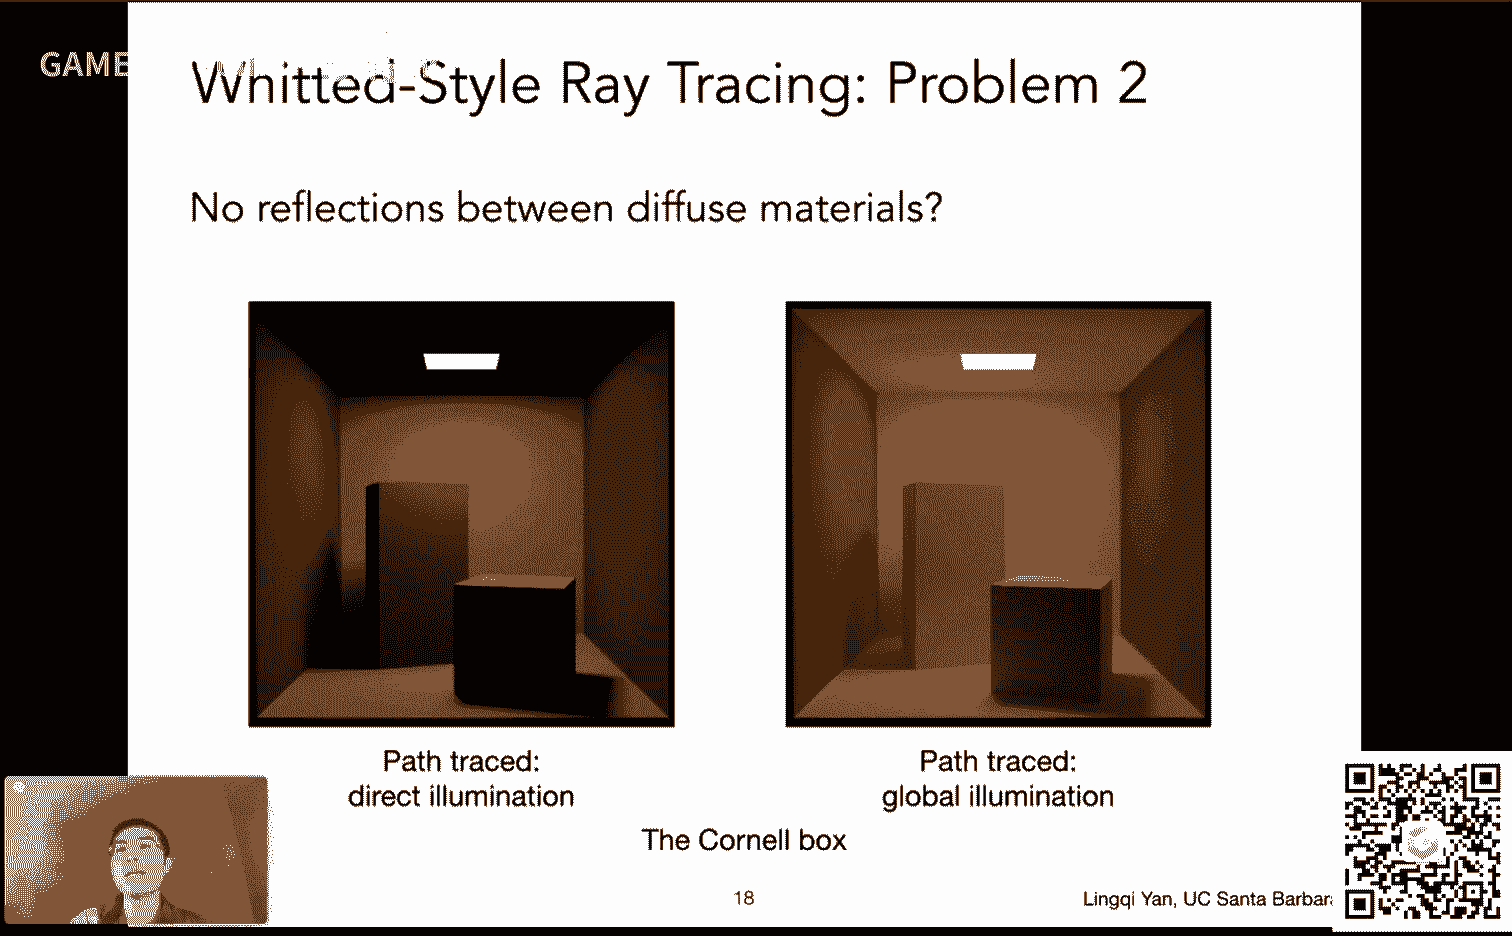 GAME
Whitted-Style Ray Tracing: Problem 2
No reflections between diffuse materials?
Path traced:
direct illumination
Path traced:
global illumination
The Cornell box
18
Lingqi Yan, UC Santa Barbar